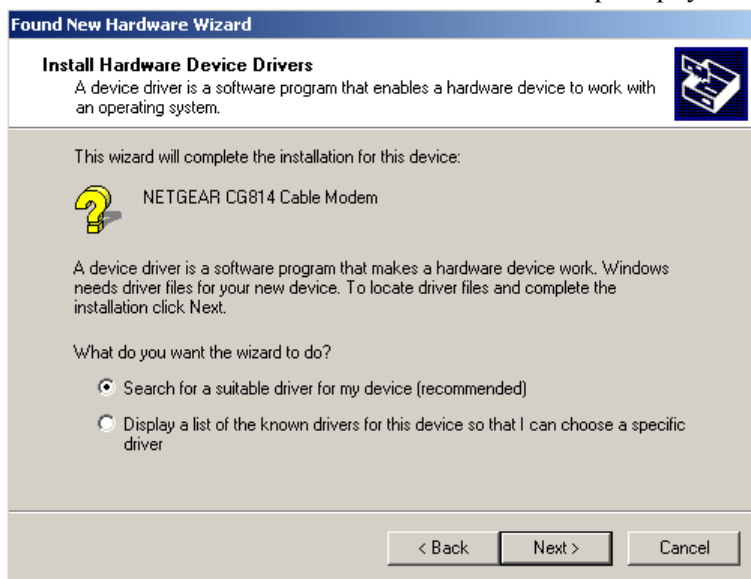 Found New Hardware Wizard
Install Hardware Device Drivers
A device driver is a software program that enables a hardware device to work with
an operating system.
This wizard will complete the installation for this device:
NETGEAR CG814 Cable Modem
A device driver is a software program that makes a hardware device work. Windows
needs driver files for your new device. To locate driver files and complete the
installation click Next.
What do you want the wizard to do?
Search for a suitable driver for my device (recommended)
Display a list of the known drivers for this device so that I can choose a specific
driver
< Back
Next >
Cancel